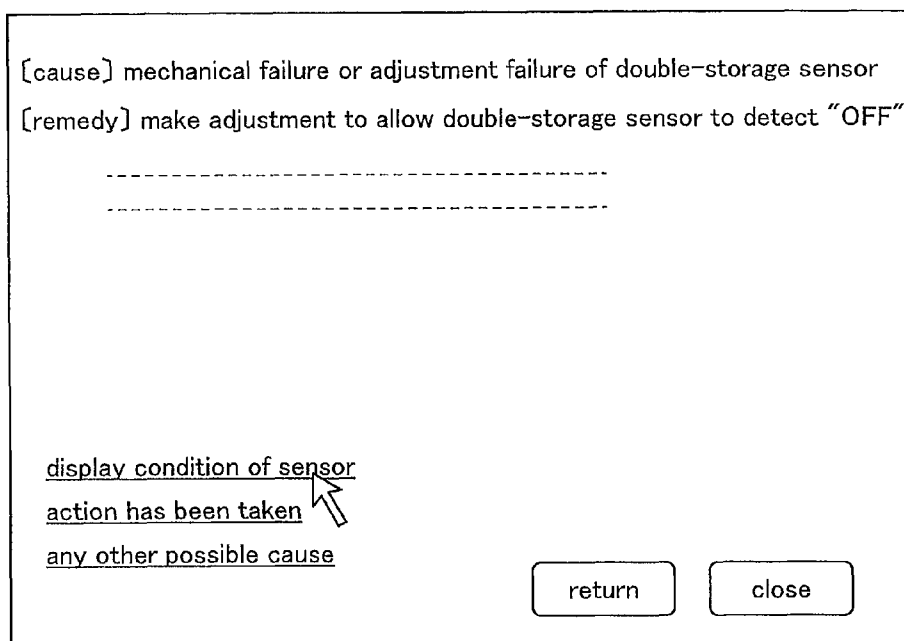 [cause] mechanical failure or adjustment failure of double-storage sensor
[remedy] make adjustment to allow double-storage sensor to detect "OFF"
display condition of sensor
action has been taken
any other possible cause
return close